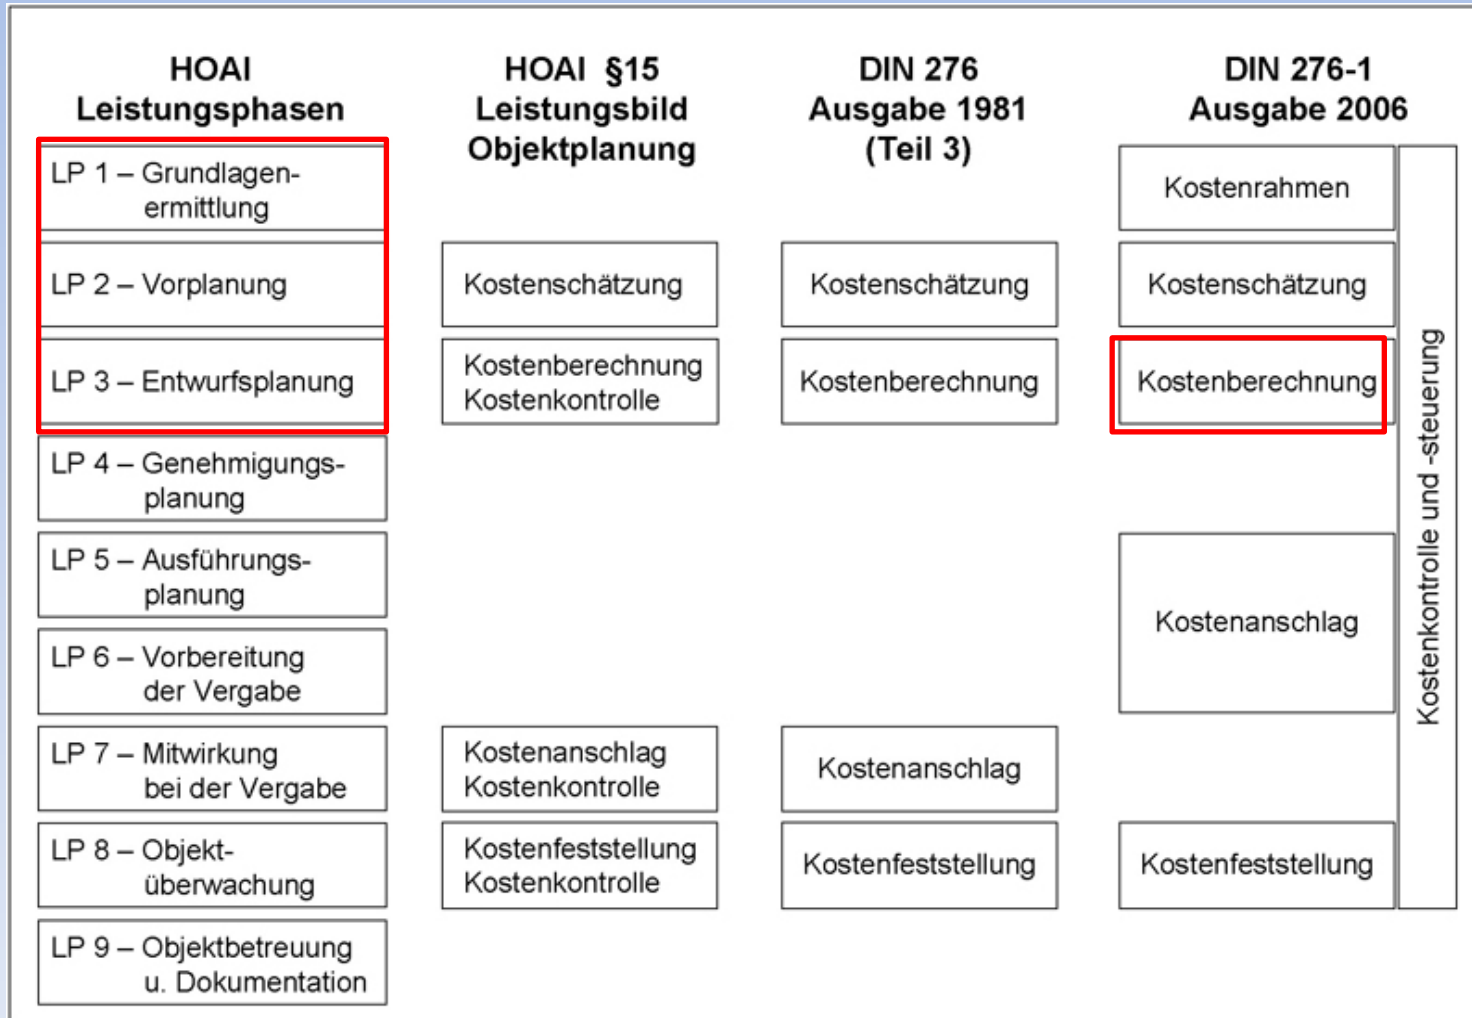 HOAI
Leistungsphasen
HOAI §15
Leistungsbild
Objektplanung
DIN 276
Ausgabe 1981
(Teil 3)
DIN 276-1
Ausgabe 2006
LP 1 – Grundlagen-
ermittlung
Kostenrahmen
LP 2 – Vorplanung
Kostenschätzung
Kostenschätzung
Kostenschätzung
LP 3 – Entwurfsplanung
Kostenberechnung
Kostenkontrolle
Kostenberechnung
Kostenberechnung
LP 4 – Genehmigungs-
planung
LP 5 – Ausführungs-
planung
Kostenanschlag
LP 6 – Vorbereitung
der Vergabe
LP 7 – Mitwirkung
bei der Vergabe
Kostenanschlag
Kostenkontrolle
Kostenanschlag
LP 8 – Objekt-
überwachung
Kostenfeststellung
Kostenkontrolle
Kostenfeststellung
Kostenfeststellung
LP 9 – Objektbetreuung
u. Dokumentation
Kostenkontrolle und -steuerung